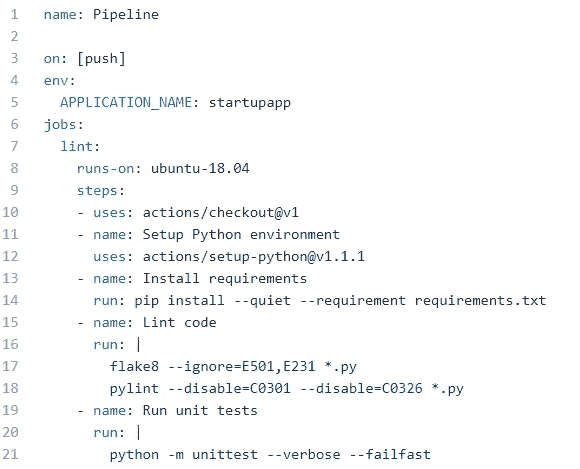 1 name: Pipeline
2
3 on: [push]
4 env:
5   APPLICATION_NAME: startupapp
6 jobs:
7   lint:
8     runs-on: ubuntu-18.04
9     steps:
10     - uses: actions/checkout@v1
11     - name: Setup Python environment
12       uses: actions/setup-python@v1.1.1
13     - name: Install requirements
14       run: pip install --quiet --requirement requirements.txt
15     - name: Lint code
16       run: |
17         flake8 --ignore=E501,E231 *.py
18         pylint --disable=C0301 --disable=C0326 *.py
19     - name: Run unit tests
20       run: |
21         python -m unittest --verbose --failfast